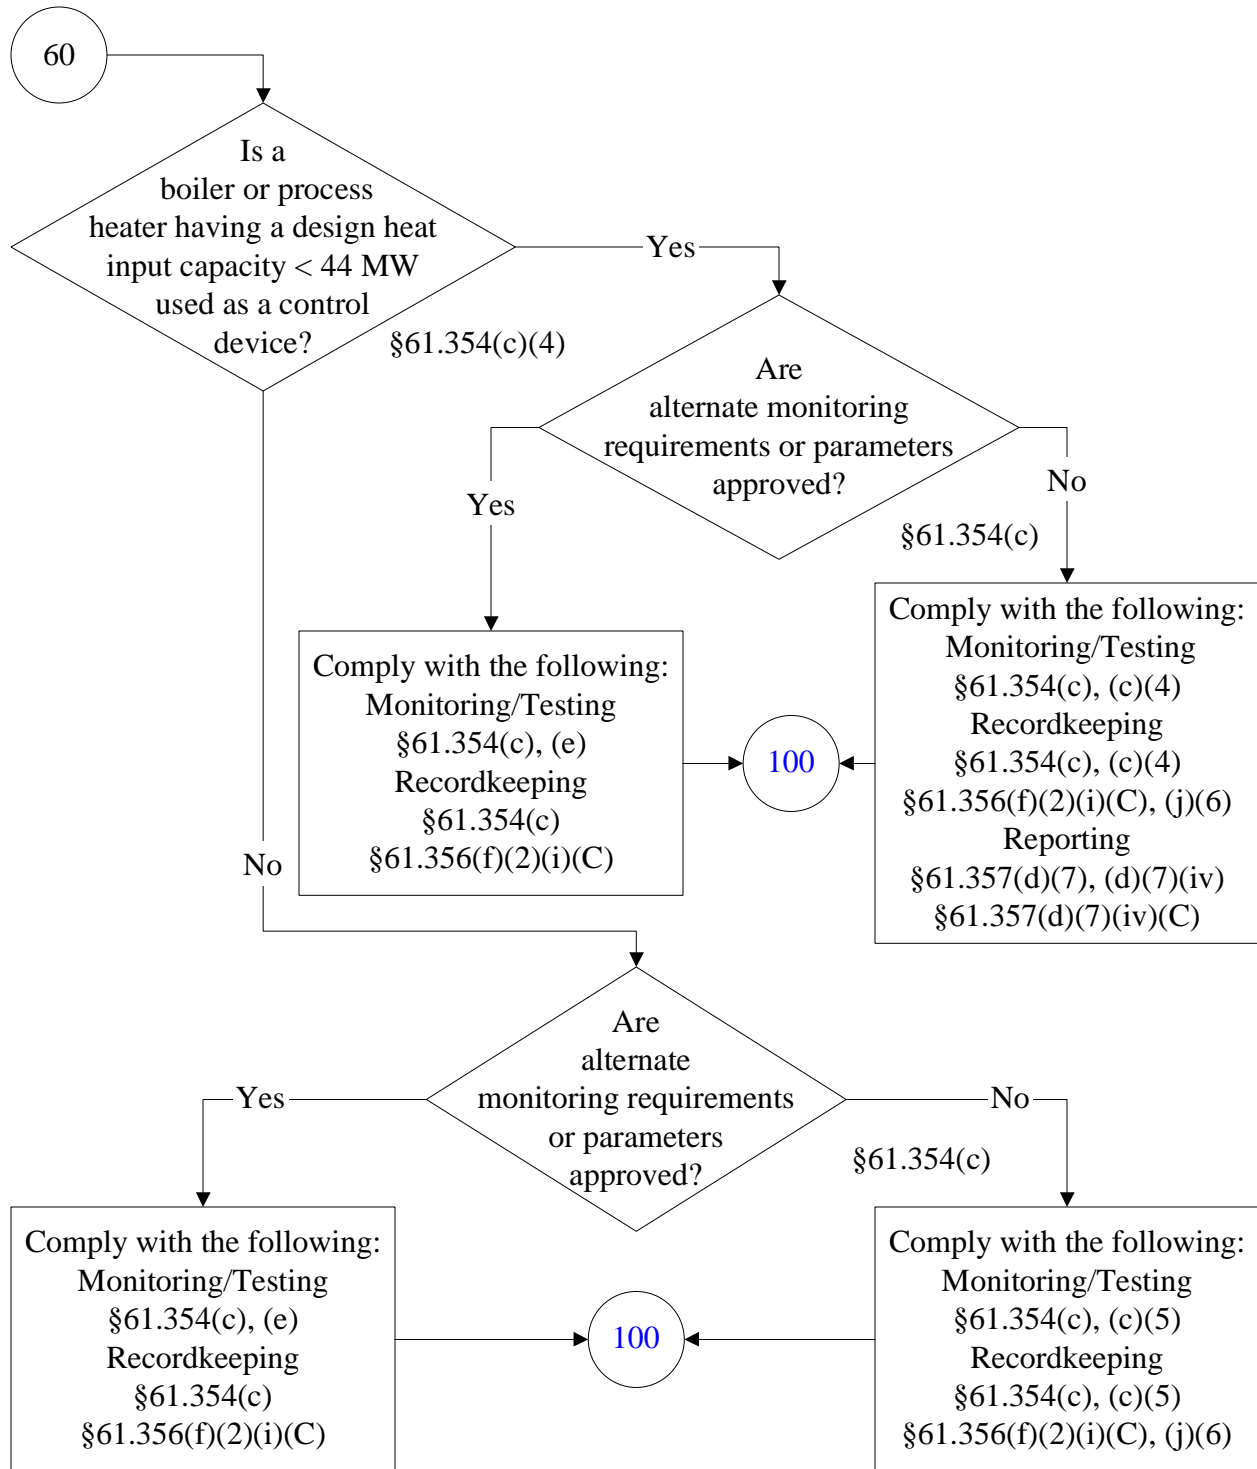 60
Is a
boiler or process
heater having a design heat
input capacity < 44 MW
used as a control
device?
§61.354(c)(4)
Yes
Are
alternate monitoring
requirements or parameters
approved?
§61.354(c)
Yes
No
Comply with the following:
Monitoring/Testing
§61.354(c), (e)
Recordkeeping
§61.354(c)
§61.356(f)(2)(i)(C)
100
Comply with the following:
Monitoring/Testing
§61.354(c), (c)(4)
Recordkeeping
§61.354(c), (c)(4)
§61.356(f)(2)(i)(C), (j)(6)
Reporting
§61.357(d)(7), (d)(7)(iv)
§61.357(d)(7)(iv)(C)
No
Are
alternate
monitoring requirements
or parameters
approved?
§61.354(c)
Yes
No
Comply with the following:
Monitoring/Testing
§61.354(c), (e)
Recordkeeping
§61.354(c)
§61.356(f)(2)(i)(C)
100
Comply with the following:
Monitoring/Testing
§61.354(c), (c)(5)
Recordkeeping
§61.354(c), (c)(5)
§61.356(f)(2)(i)(C), (j)(6)